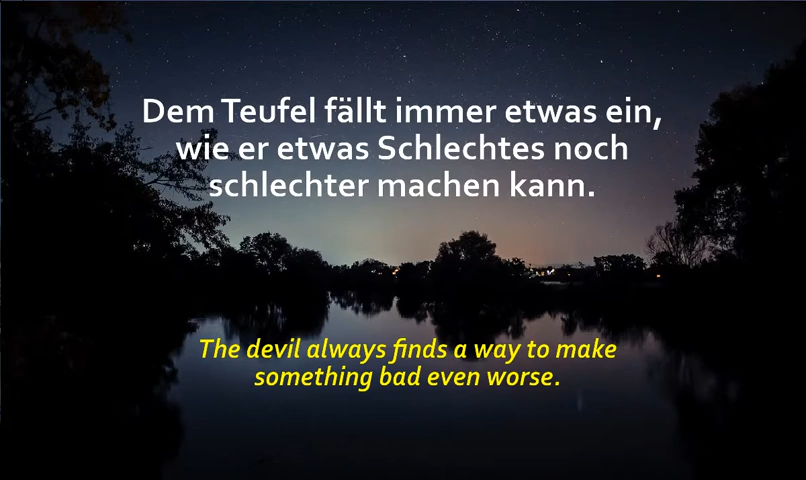 Dem Teufel fällt immer etwas ein,
wie er etwas Schlechtes noch
schlechter machen kann.
The devil always finds a way to make
something bad even worse.